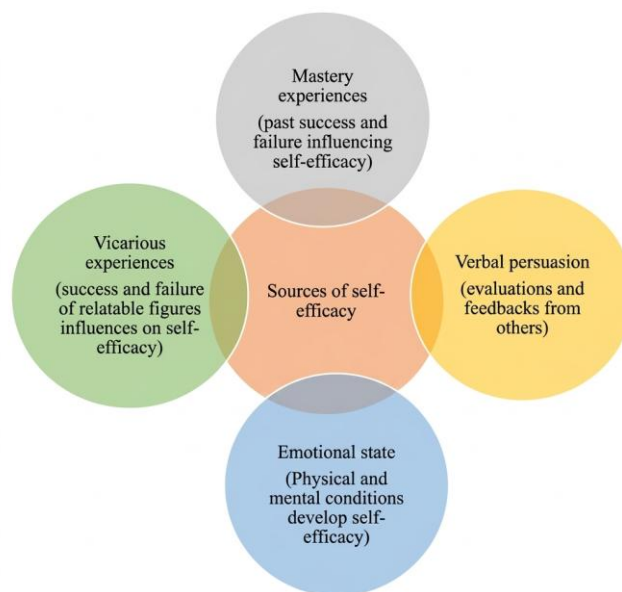 Mastery
experiences
(past success and
failure influencing
self-efficacy)
Vicarious
experiences
(success and failure
of relatable figures
influences on self-
efficacy)
Sources of self-
efficacy
Verbal persuasion
(evaluations and
feedbacks from
others)
Emotional state
(Physical and
mental conditions
develop self-
efficacy)